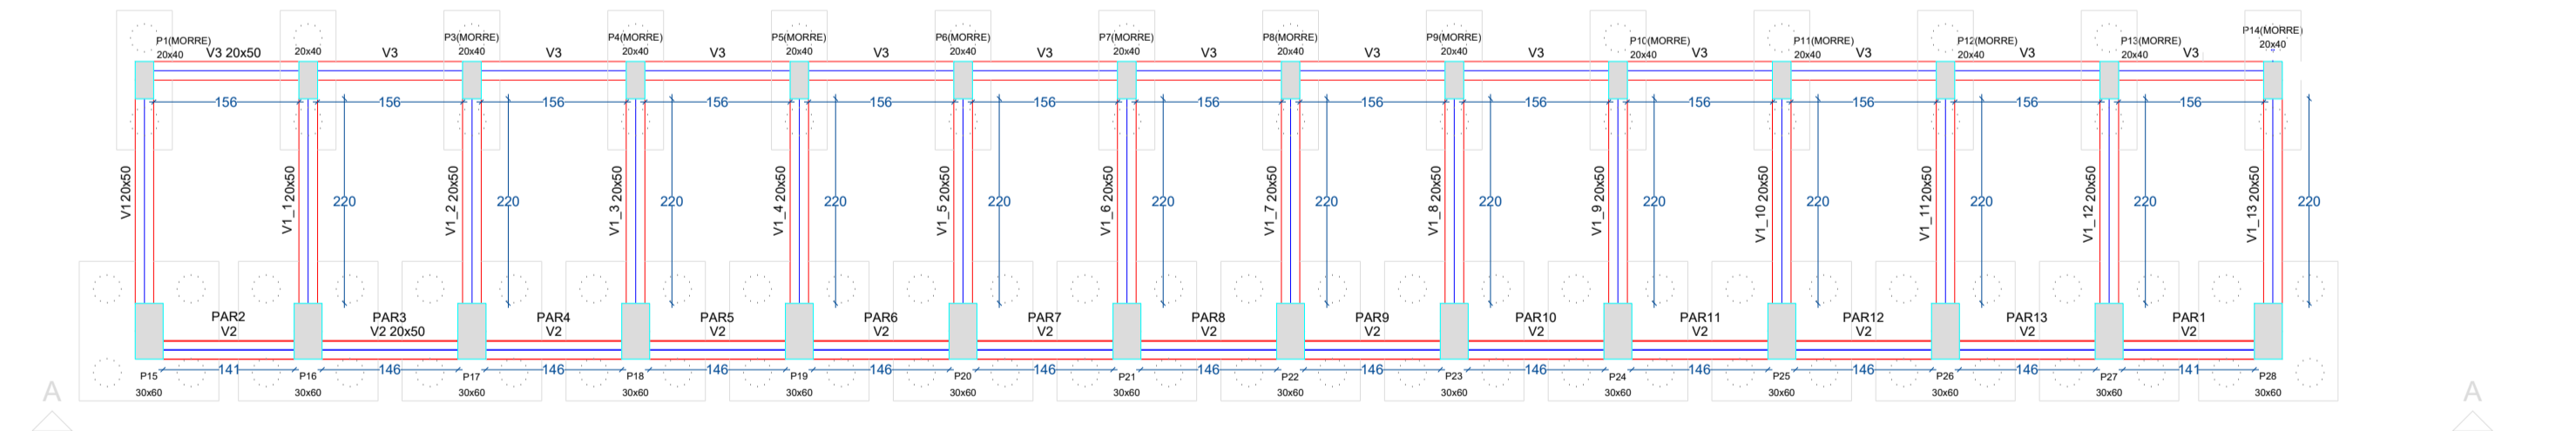 P1(MORRE)
20x40
V3 20x50
20x40
V3
P3(MORRE)
20x40
V3
P4(MORRE)
20x40
V3
P5(MORRE)
20x40
V3
P6(MORRE)
20x40
V3
P7(MORRE)
20x40
V3
P8(MORRE)
20x40
V3
P9(MORRE)
20x40
V3
P10(MORRE)
20x40
V3
P11(MORRE)
20x40
V3
P12(MORRE)
20x40
V3
P13(MORRE)
20x40
V3
P14(MORRE)
20x40
156
156
156
156
156
156
156
156
156
156
156
156
156
V120x50
V1_120x50
220
V1_2 20x50
220
V1_3 20x50
220
V1_4 20x50
220
V1_5 20x50
220
V1_6 20x50
220
V1_7 20x50
220
V1_8 20x50
220
V1_9 20x50
220
V1_10 20x50
220
V1_11 20x50
220
V1_12 20x50
220
V1_13 20x50
220
PAR2
V2
PAR3
V2 20x50
PAR4
V2
PAR5
V2
PAR6
V2
PAR7
V2
PAR8
V2
PAR9
V2
PAR10
V2
PAR11
V2
PAR12
V2
PAR13
V2
PAR1
V2
141
146
146
146
146
146
146
146
146
146
146
146
141
A
P15
30x60
P16
30x60
P17
30x60
P18
30x60
P19
30x60
P20
30x60
P21
30x60
P22
30x60
P23
30x60
P24
30x60
P25
30x60
P26
30x60
P27
30x60
P28
30x60
A